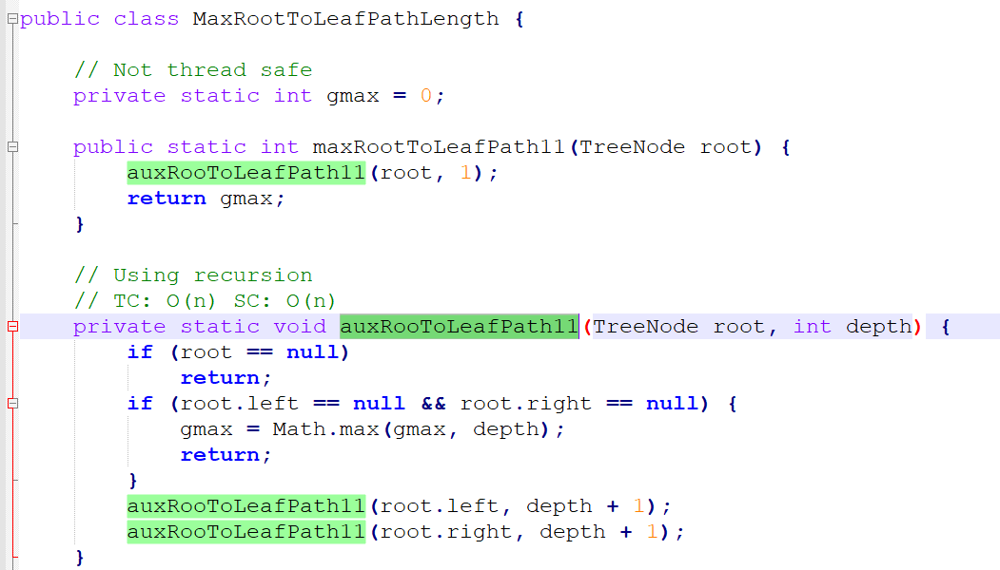 public class MaxRootToLeafPathLength {
// Not thread safe
private static int gmax = 0;
public static int maxRootToLeafPath11(TreeNode root) {
auxRooToLeafPath11(root, 1);
return gmax;
}
// Using recursion
// TC: O(n) SC: O(n)
private static void auxRooToLeafPath11(TreeNode root, int depth) {
if (root == null)
return;
if (root.left == null && root.right == null) {
gmax = Math.max(gmax, depth);
return;
}
auxRooToLeafPath11(root.left, depth + 1);
auxRooToLeafPath11(root.right, depth + 1);
}